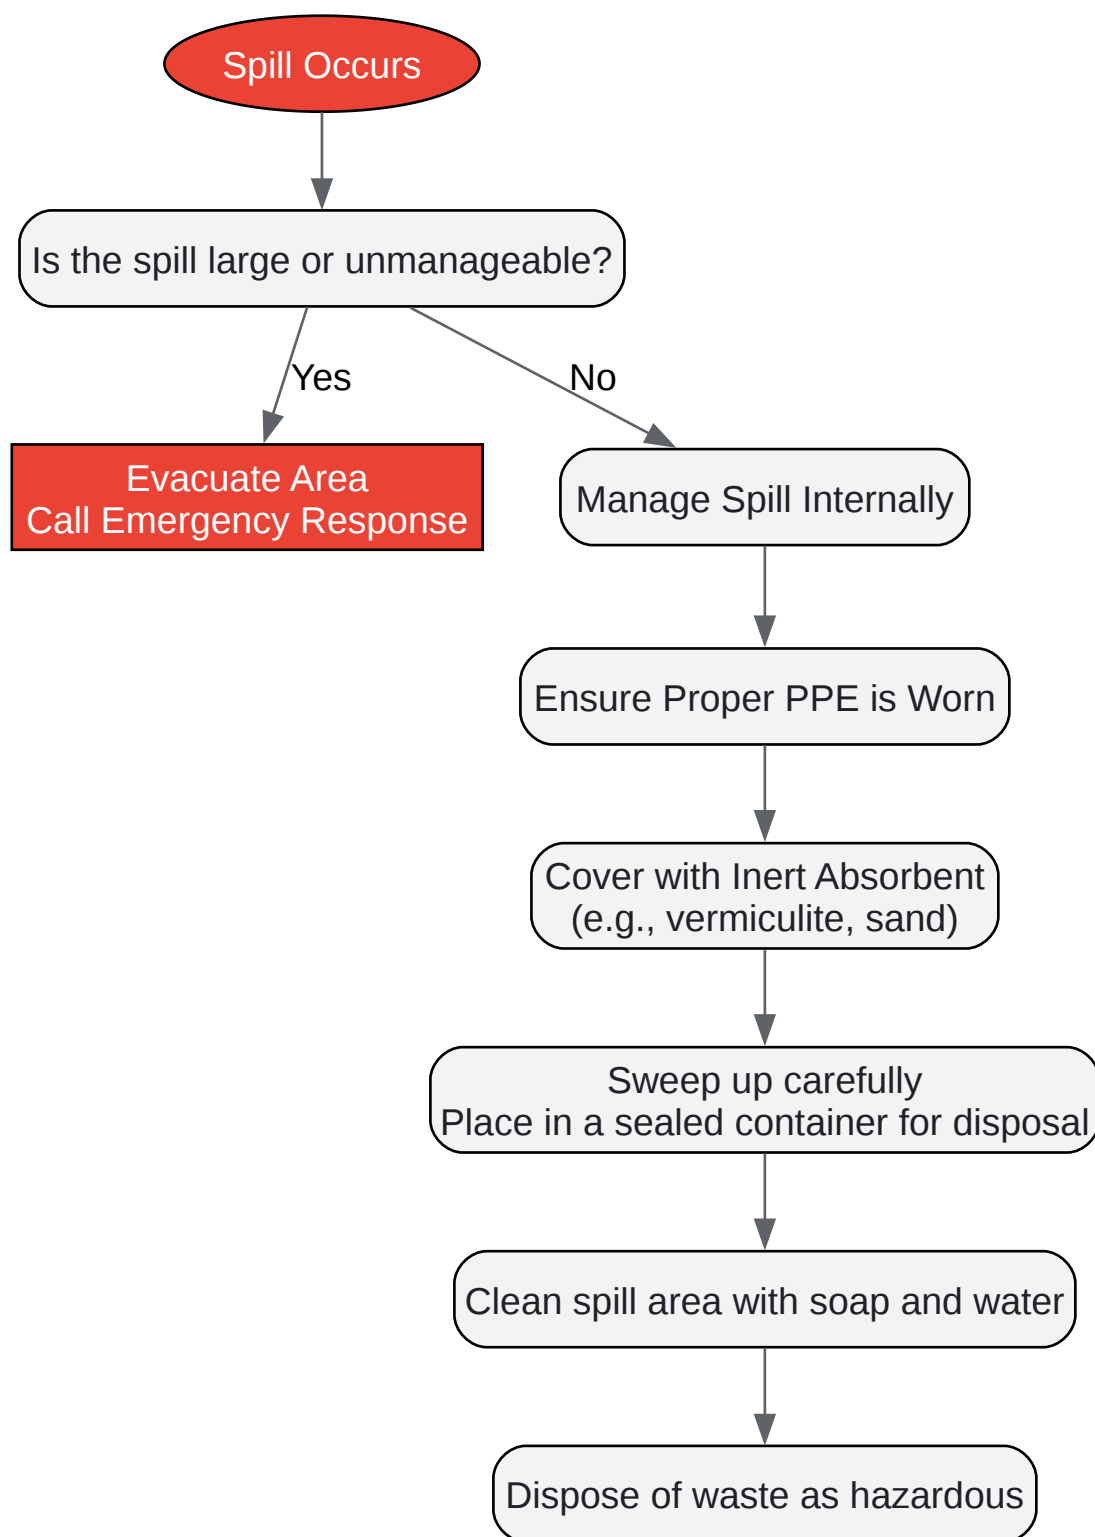 Spill Occurs
Is the spill large or unmanageable?
Yes
No
Evacuate Area
Call Emergency Response
Manage Spill Internally
Ensure Proper PPE is Worn
Cover with Inert Absorbent
(e.g., vermiculite, sand)
Sweep up carefully
Place in a sealed container for disposal
Clean spill area with soap and water
Dispose of waste as hazardous